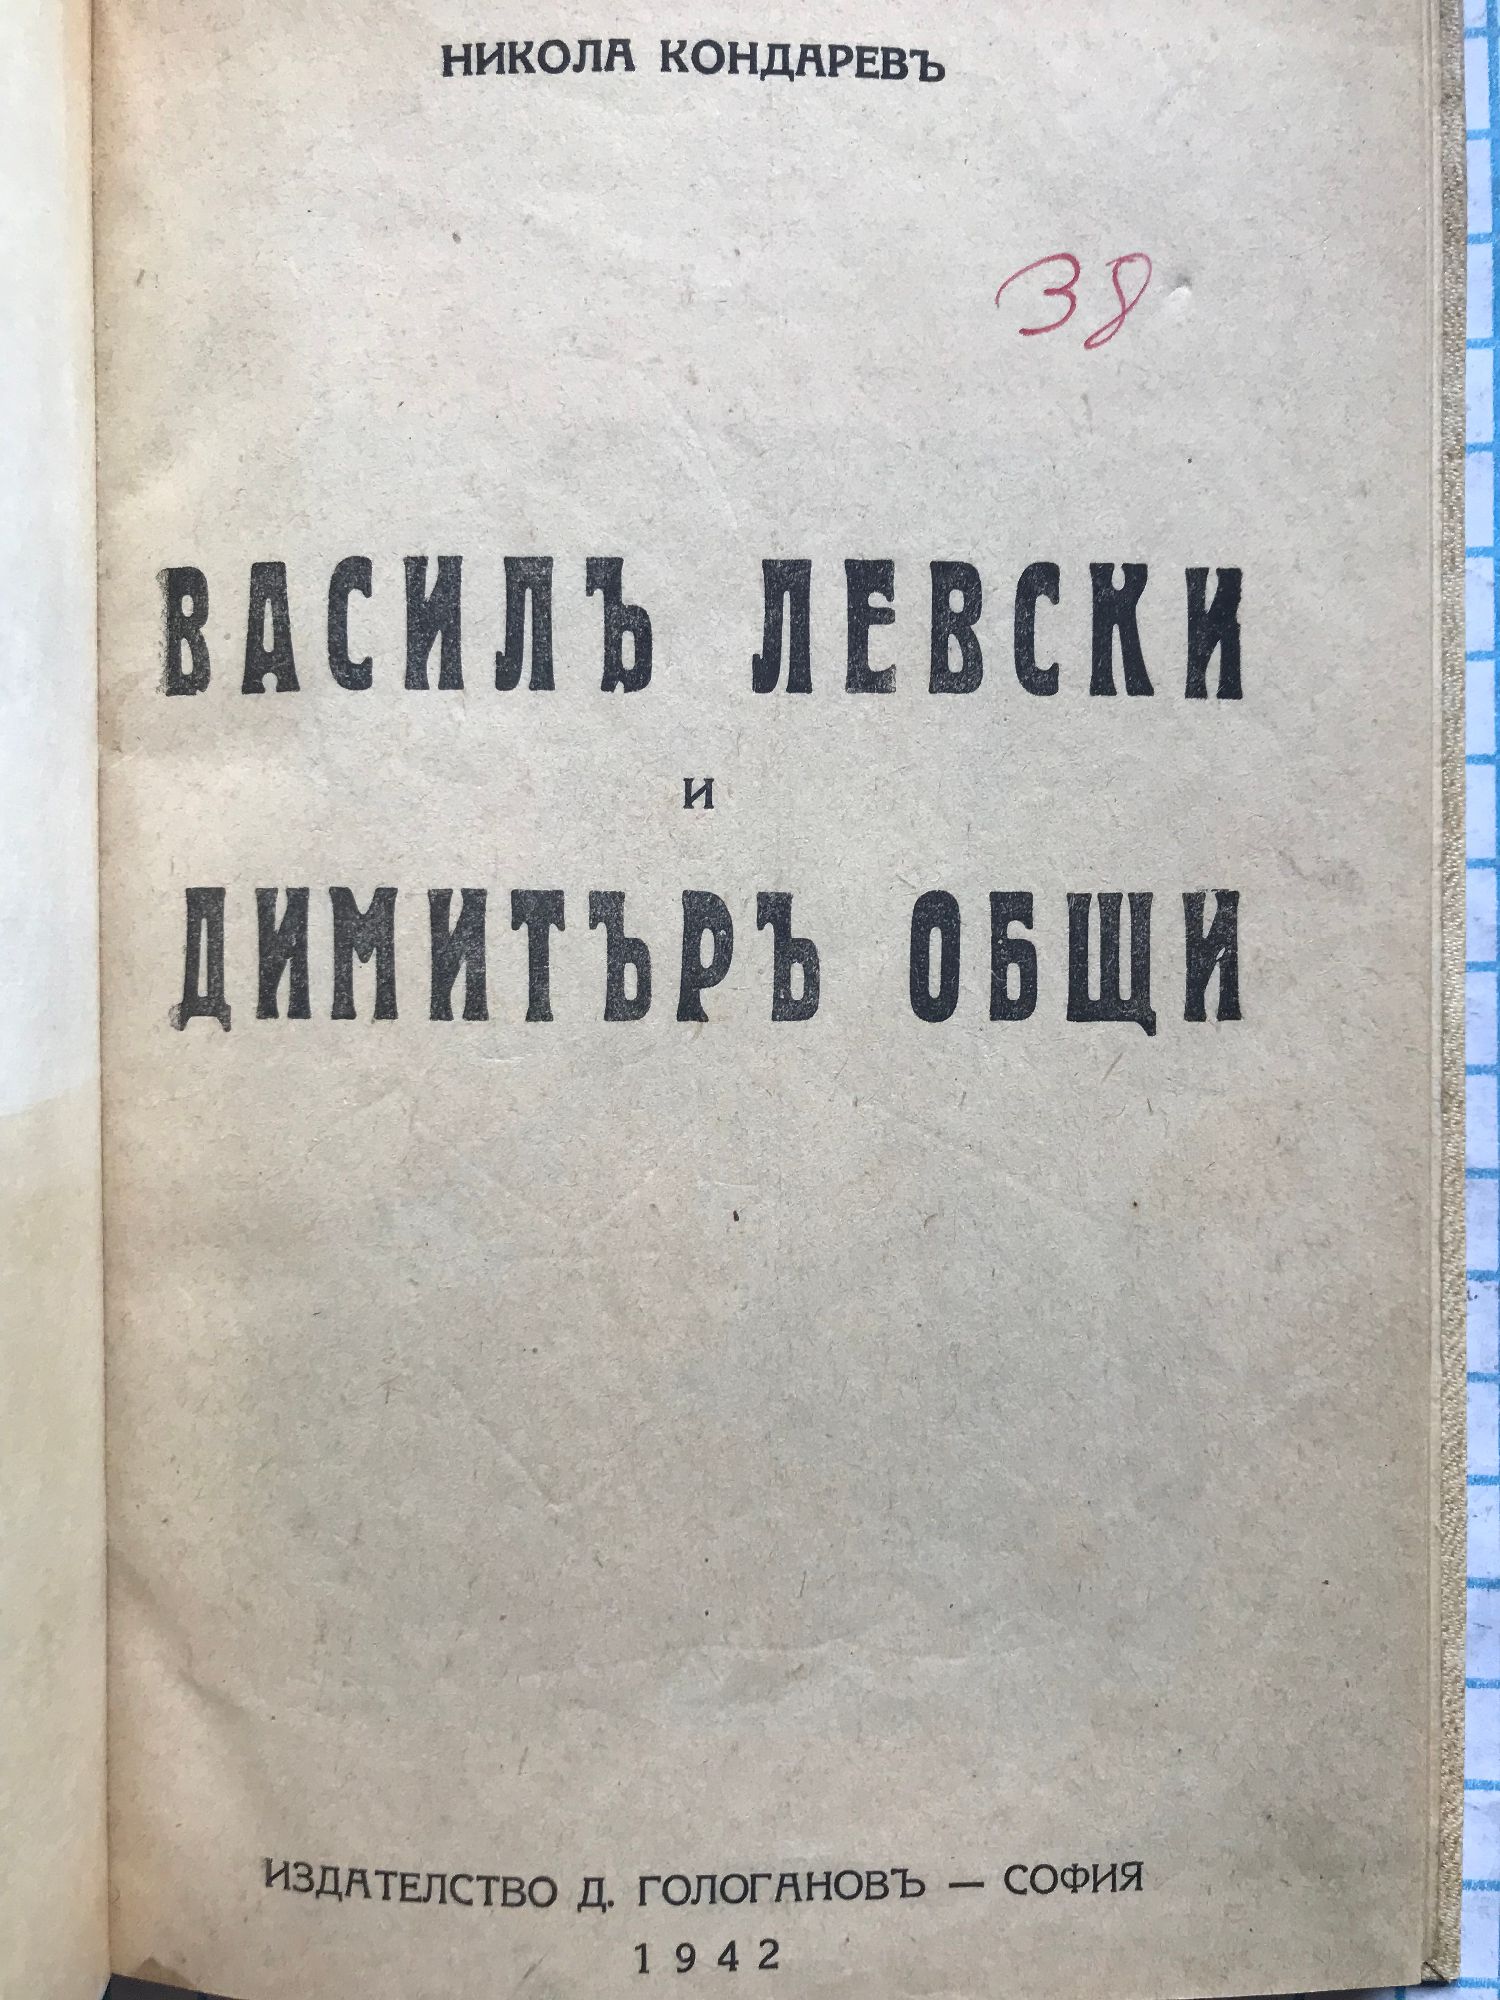 НИКОЛА КОНДАРЕВЪ
38
ВАСИЛЪ ЛЕВСКИ
И
ДИМИТЪРЪ ОБЩИ
ИЗДАТЕЛСТВО Д. ГОЛОГАНОВЪ — СОФИЯ
1942